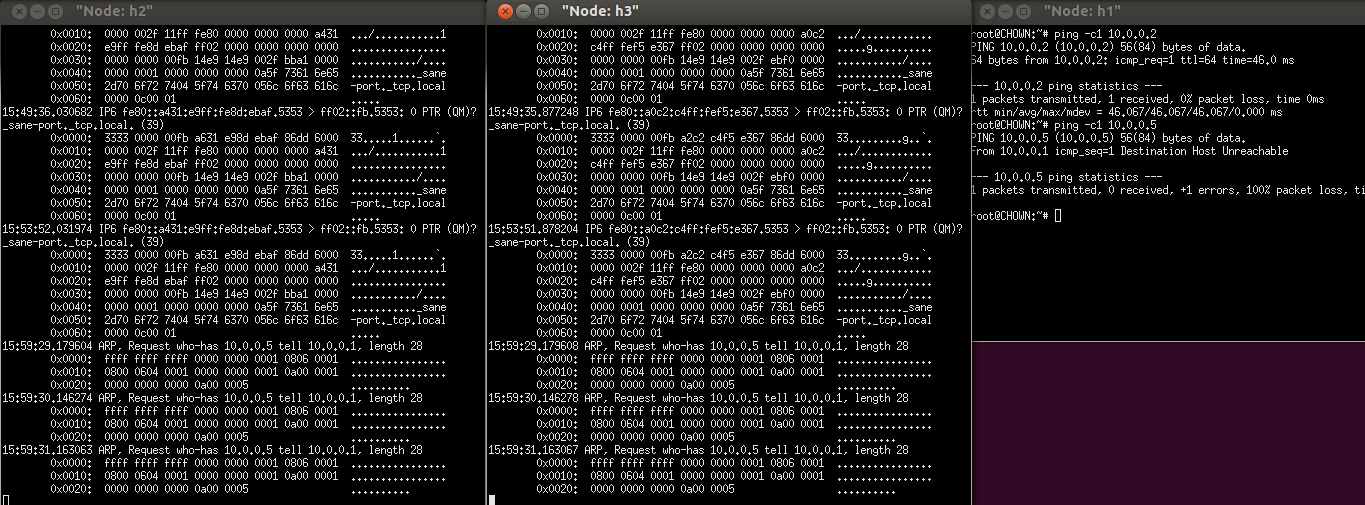 "Node: h2"
0x0010: 0000 002f 11ff fe80 0000 0000 0000 a431 .../...........1
0x0020: e9ff fe8d ebaf ff02 0000 0000 0000 0000 ................
0x0030: 0000 0000 00fb 14e9 14e9 002f bba1 0000 .........../....
0x0040: 0000 0001 0000 0000 0000 0a5f 7361 6e65 ..........._sane
0x0050: 2d70 6f72 7404 5f74 6370 056c 6f63 616c -port._tcp.local
0x0060: 0000 0c00 01 .....
15:49:36.030682 IP6 fe80::a431:e9ff:fe8d:ebaf.5353 > ff02::fb.5353: 0 PTR (QM)?
_sane-port._tcp.local. (39)
0x0000: 3333 0000 00fb a631 e98d ebaf 86dd 6000 33.....1......`.
0x0010: 0000 002f 11ff fe80 0000 0000 0000 a431 .../...........1
0x0020: e9ff fe8d ebaf ff02 0000 0000 0000 0000 ................
0x0030: 0000 0000 00fb 14e9 14e9 002f bba1 0000 .........../....
0x0040: 0000 0001 0000 0000 0000 0a5f 7361 6e65 ..........._sane
0x0050: 2d70 6f72 7404 5f74 6370 056c 6f63 616c -port._tcp.local
0x0060: 0000 0c00 01 .....
15:53:52.031974 IP6 fe80::a431:e9ff:fe8d:ebaf.5353 > ff02::fb.5353: 0 PTR (QM)?
_sane-port._tcp.local. (39)
0x0000: 3333 0000 00fb a631 e98d ebaf 86dd 6000 33.....1......`.
0x0010: 0000 002f 11ff fe80 0000 0000 0000 a431 .../...........1
0x0020: e9ff fe8d ebaf ff02 0000 0000 0000 0000 ................
0x0030: 0000 0000 00fb 14e9 14e9 002f bba1 0000 .........../....
0x0040: 0000 0001 0000 0000 0000 0a5f 7361 6e65 ..........._sane
0x0050: 2d70 6f72 7404 5f74 6370 056c 6f63 616c -port._tcp.local
0x0060: 0000 0c00 01 .....
15:59:29.179604 ARP, Request who-has 10.0.0.5 tell 10.0.0.1, length 28
0x0000: ffff ffff ffff 0000 0000 0001 0806 0001 ................
0x0010: 0800 0604 0001 0000 0000 0001 0a00 0001 ................
0x0020: 0000 0000 0000 0a00 0005 ..........
15:59:30.146274 ARP, Request who-has 10.0.0.5 tell 10.0.0.1, length 28
0x0000: ffff ffff ffff 0000 0000 0001 0806 0001 ................
0x0010: 0800 0604 0001 0000 0000 0001 0a00 0001 ................
0x0020: 0000 0000 0000 0a00 0005 ..........
15:59:31.163063 ARP, Request who-has 10.0.0.5 tell 10.0.0.1, length 28
0x0000: ffff ffff ffff 0000 0000 0001 0806 0001 ................
0x0010: 0800 0604 0001 0000 0000 0001 0a00 0001 ................
0x0020: 0000 0000 0000 0a00 0005 ..........
"Node: h3"
0x0010: 0000 002f 11ff fe80 0000 0000 0000 a0c2 .../............
0x0020: c4ff fef5 e367 ff02 0000 0000 0000 0000 .....g..........
0x0030: 0000 0000 00fb 14e9 14e9 002f ebf0 0000 .........../....
0x0040: 0000 0001 0000 0000 0000 0a5f 7361 6e65 ..........._sane
0x0050: 2d70 6f72 7404 5f74 6370 056c 6f63 616c -port._tcp.local
0x0060: 0000 0c00 01 .....
15:49:35.877248 IP6 fe80::a0c2:c4ff:fef5:e367.5353 > ff02::fb.5353: 0 PTR (QM)?
_sane-port._tcp.local. (39)
0x0000: 3333 0000 00fb a2c2 c4f5 e367 86dd 6000 33.........g..`.
0x0010: 0000 002f 11ff fe80 0000 0000 0000 a0c2 .../............
0x0020: c4ff fef5 e367 ff02 0000 0000 0000 0000 .....g..........
0x0030: 0000 0000 00fb 14e9 14e9 002f ebf0 0000 .........../....
0x0040: 0000 0001 0000 0000 0000 0a5f 7361 6e65 ..........._sane
0x0050: 2d70 6f72 7404 5f74 6370 056c 6f63 616c -port._tcp.local
0x0060: 0000 0c00 01 .....
15:53:51.878204 IP6 fe80::a0c2:c4ff:fef5:e367.5353 > ff02::fb.5353: 0 PTR (QM)?
_sane-port._tcp.local. (39)
0x0000: 3333 0000 00fb a2c2 c4f5 e367 86dd 6000 33.........g..`.
0x0010: 0000 002f 11ff fe80 0000 0000 0000 a0c2 .../............
0x0020: c4ff fef5 e367 ff02 0000 0000 0000 0000 .....g..........
0x0030: 0000 0000 00fb 14e9 14e9 002f ebf0 0000 .........../....
0x0040: 0000 0001 0000 0000 0000 0a5f 7361 6e65 ..........._sane
0x0050: 2d70 6f72 7404 5f74 6370 056c 6f63 616c -port._tcp.local
0x0060: 0000 0c00 01 .....
15:59:29.179608 ARP, Request who-has 10.0.0.5 tell 10.0.0.1, length 28
0x0000: ffff ffff ffff 0000 0000 0001 0806 0001 ................
0x0010: 0800 0604 0001 0000 0000 0001 0a00 0001 ................
0x0020: 0000 0000 0000 0a00 0005 ..........
15:59:30.146278 ARP, Request who-has 10.0.0.5 tell 10.0.0.1, length 28
0x0000: ffff ffff ffff 0000 0000 0001 0806 0001 ................
0x0010: 0800 0604 0001 0000 0000 0001 0a00 0001 ................
0x0020: 0000 0000 0000 0a00 0005 ..........
15:59:31.163067 ARP, Request who-has 10.0.0.5 tell 10.0.0.1, length 28
0x0000: ffff ffff ffff 0000 0000 0001 0806 0001 ................
0x0010: 0800 0604 0001 0000 0000 0001 0a00 0001 ................
0x0020: 0000 0000 0000 0a00 0005 ..........
"Node: h1"
root@CHOWN:~# ping -c1 10.0.0.2
PING 10.0.0.2 (10.0.0.2) 56(84) bytes of data.
64 bytes from 10.0.0.2: icmp_req=1 ttl=64 time=46.0 ms
--- 10.0.0.2 ping statistics ---
1 packets transmitted, 1 received, 0% packet loss, time 0ms
rtt min/avg/max/mdev = 46.067/46.067/46.067/0.000 ms
root@CHOWN:~# ping -c1 10.0.0.5
PING 10.0.0.5 (10.0.0.5) 56(84) bytes of data.
From 10.0.0.1 icmp_seq=1 Destination Host Unreachable
--- 10.0.0.5 ping statistics ---
1 packets transmitted, 0 received, +1 errors, 100% packet loss, ti
root@CHOWN:~#